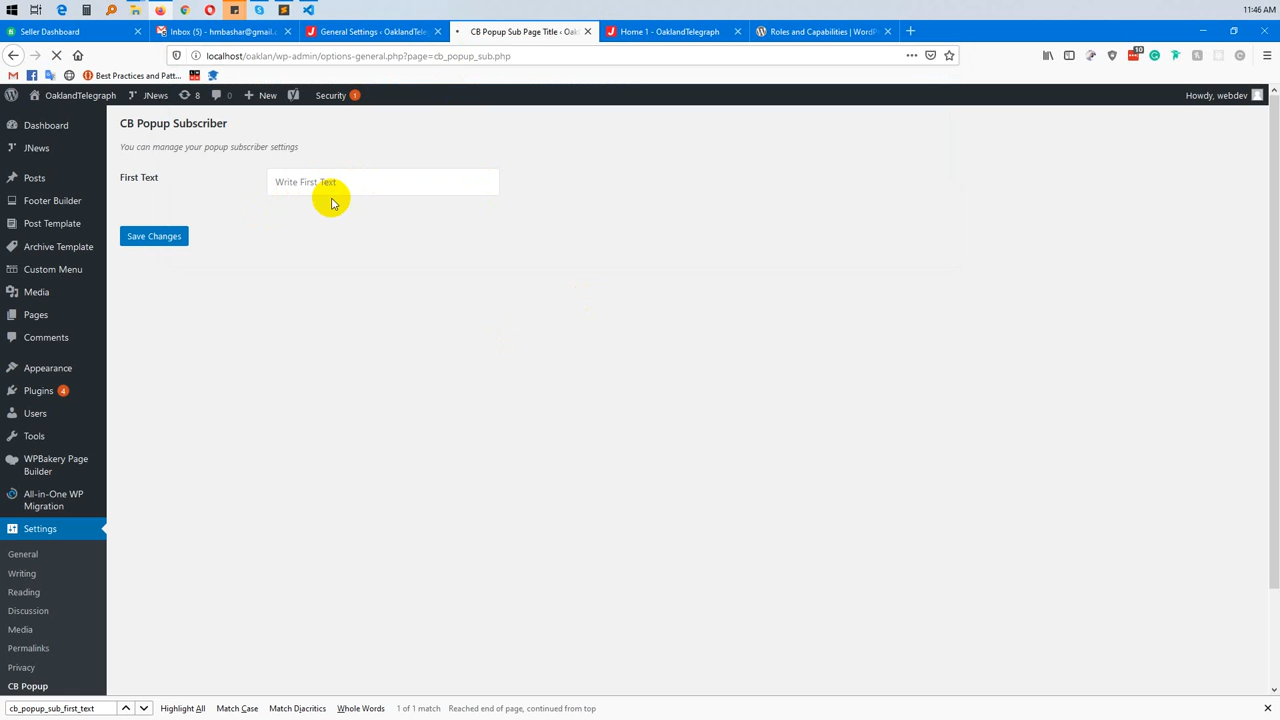 11:46 AM
Seller Dashboard
Inbox (5) - hmbashar@gmail.c
General Settings ‹ OaklandTeleg
CB Popup Sub Page Title ‹ Oakl
Home 1 - OaklandTelegraph
Roles and Capabilities | WordPr
localhost/oaklan/wp-admin/options-general.php?page=cb_popup_sub.php
10
Best Practices and Patt...
OaklandTelegraph
JNews
8
0
New
Security 1
Howdy, webdev
Dashboard
JNews
Posts
Footer Builder
Post Template
Archive Template
Custom Menu
Media
Pages
Comments
Appearance
Plugins 4
Users
Tools
WPBakery Page
Builder
All-in-One WP
Migration
Settings
General
Writing
Reading
Discussion
Media
Permalinks
Privacy
CB Popup
CB Popup Subscriber
You can manage your popup subscriber settings
First Text
Write First Text
Save Changes
cb_popup_sub_first_text
Highlight All
Match Case
Match Diacritics
Whole Words
1 of 1 match
Reached end of page, continued from top